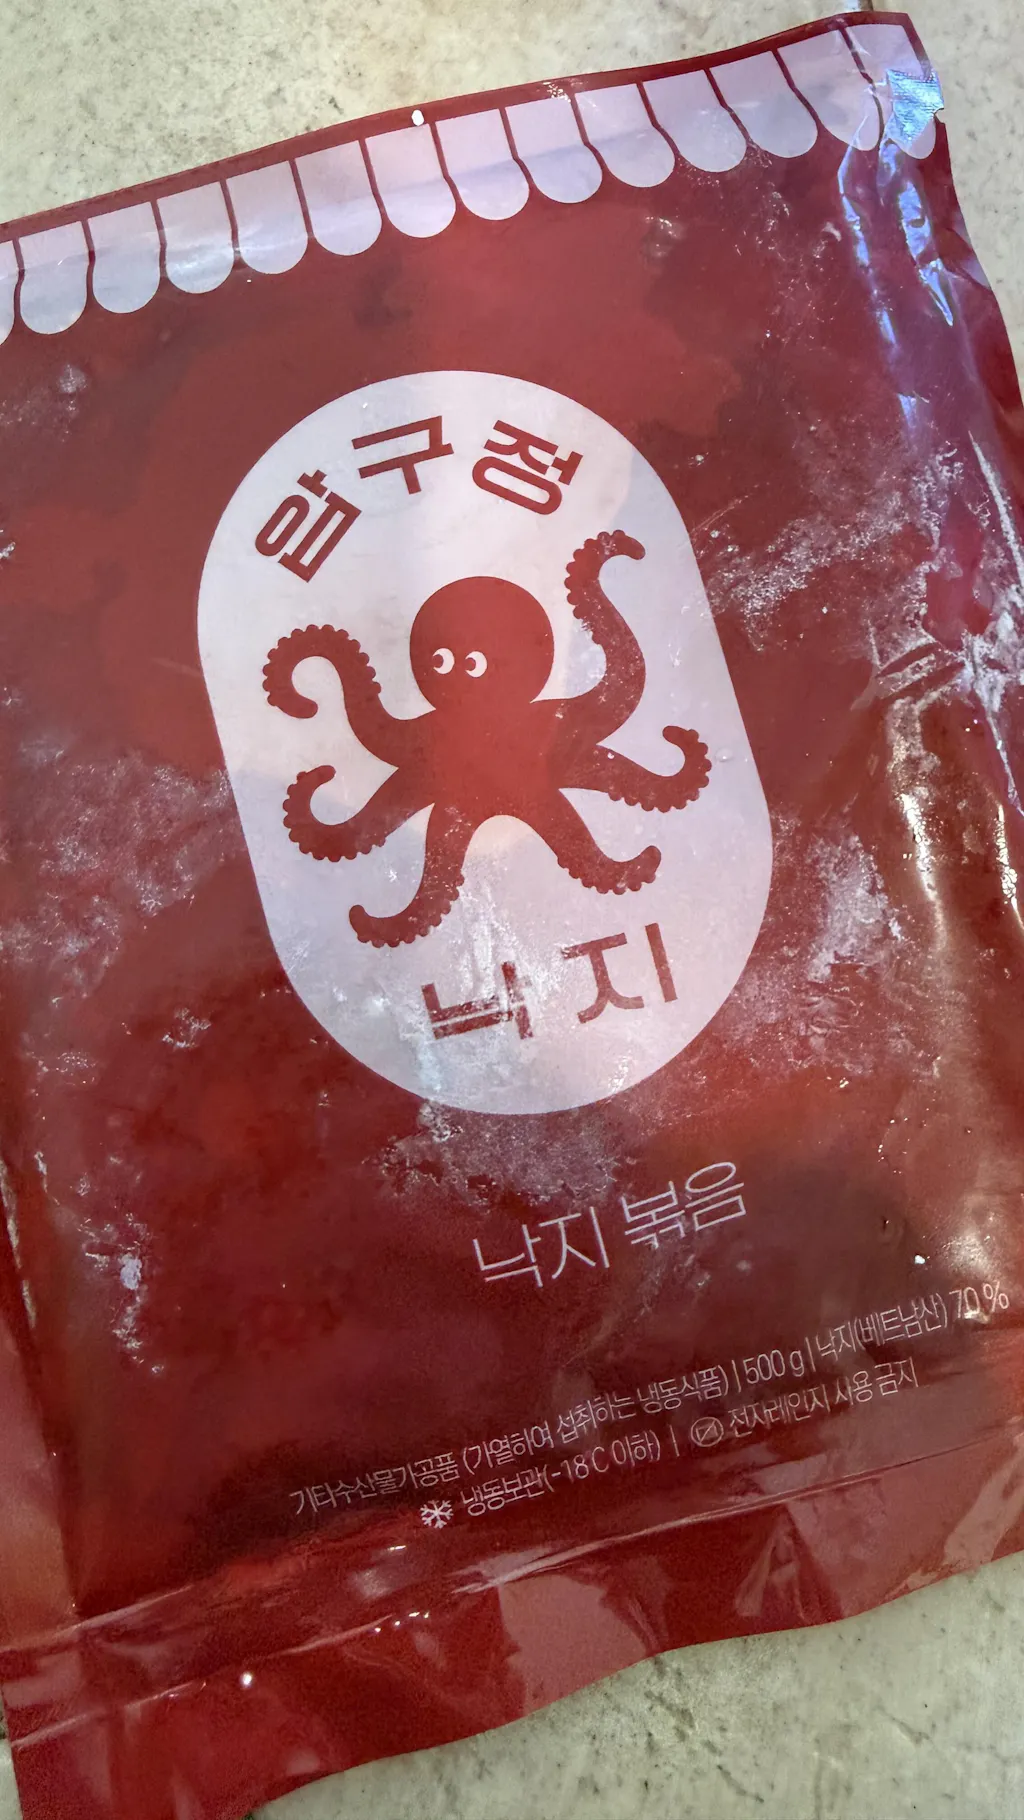 압구정
낙지
낙지 볶음
기타수산물가공품 (가열하여 섭취하는 냉동식품) | 500 g | 낙지(베트남산) 70 %
냉동보관(-18℃ 이하) | 전자레인지 사용 금지